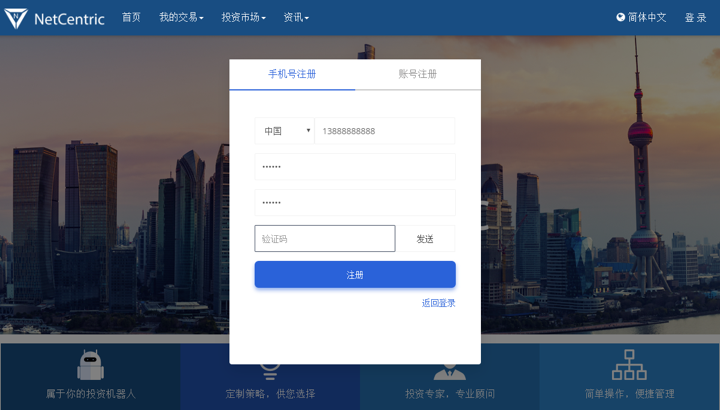 NetCentric 首页 我的交易 投资市场 资讯 简体中文 登 录
手机号注册 账号注册
中国 13888888888
••••••
••••••
验证码 发送
注册
返回登录
属于你的投资机器人 定制策略，供您选择 投资专家，专业顾问 简单操作，便捷管理